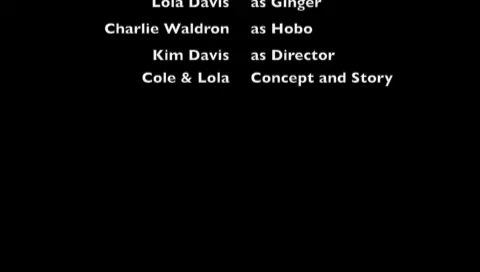 Lola Davis as Ginger
Charlie Waldron as Hobo
Kim Davis as Director
Cole & Lola Concept and Story